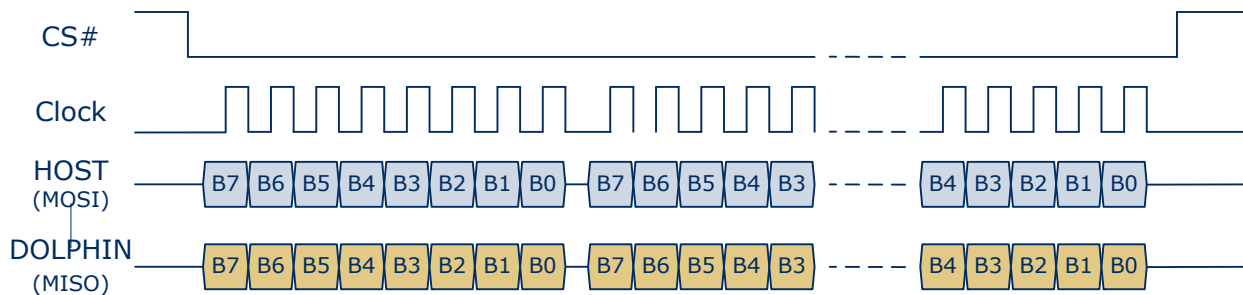 CS#
Clock
HOST
(MOSI)
B7 B6 B5 B4 B3 B2 B1 B0 B7 B6 B5 B4 B3 B4 B3 B2 B1 B0
DOLPHIN
(MISO)
B7 B6 B5 B4 B3 B2 B1 B0 B7 B6 B5 B4 B3 B4 B3 B2 B1 B0